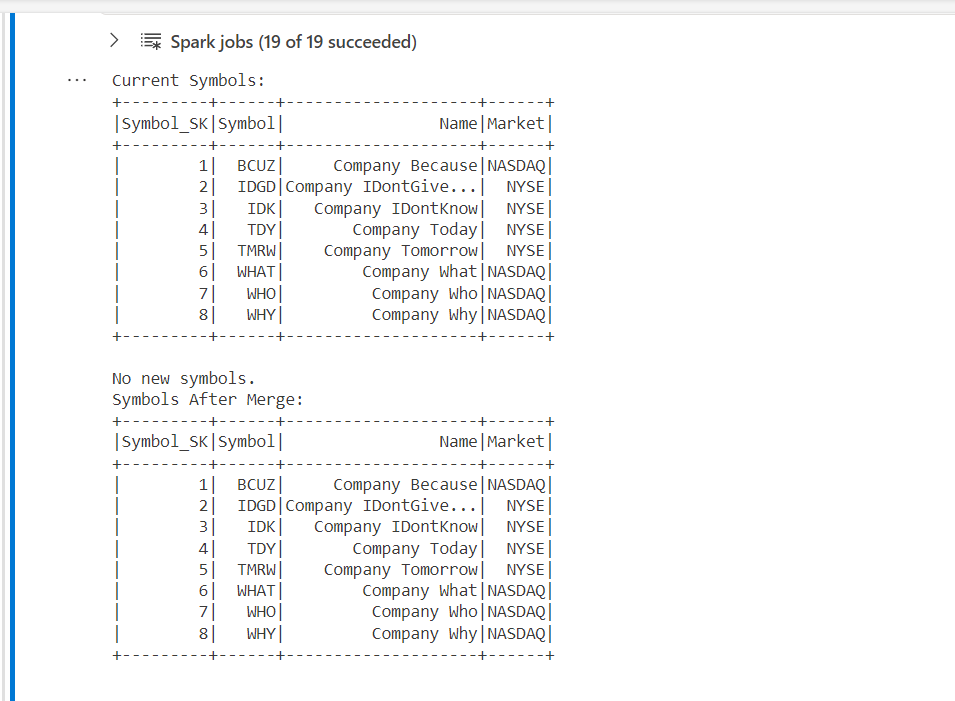 Spark jobs (19 of 19 succeeded)
... Current Symbols:
+---------+------+--------------------+------+
|Symbol_SK|Symbol|                Name|Market|
+---------+------+--------------------+------+
|        1|  BCUZ|     Company Because|NASDAQ|
|        2|  IDGD|Company IDontGive...|  NYSE|
|        3|   IDK|   Company IDontKnow|  NYSE|
|        4|   TDY|       Company Today|  NYSE|
|        5|  TMRW|    Company Tomorrow|  NYSE|
|        6|  WHAT|        Company What|NASDAQ|
|        7|   WHO|         Company Who|NASDAQ|
|        8|   WHY|         Company Why|NASDAQ|
+---------+------+--------------------+------+
No new symbols.
Symbols After Merge:
+---------+------+--------------------+------+
|Symbol_SK|Symbol|                Name|Market|
+---------+------+--------------------+------+
|        1|  BCUZ|     Company Because|NASDAQ|
|        2|  IDGD|Company IDontGive...|  NYSE|
|        3|   IDK|   Company IDontKnow|  NYSE|
|        4|   TDY|       Company Today|  NYSE|
|        5|  TMRW|    Company Tomorrow|  NYSE|
|        6|  WHAT|        Company What|NASDAQ|
|        7|   WHO|         Company Who|NASDAQ|
|        8|   WHY|         Company Why|NASDAQ|
+---------+------+--------------------+------+